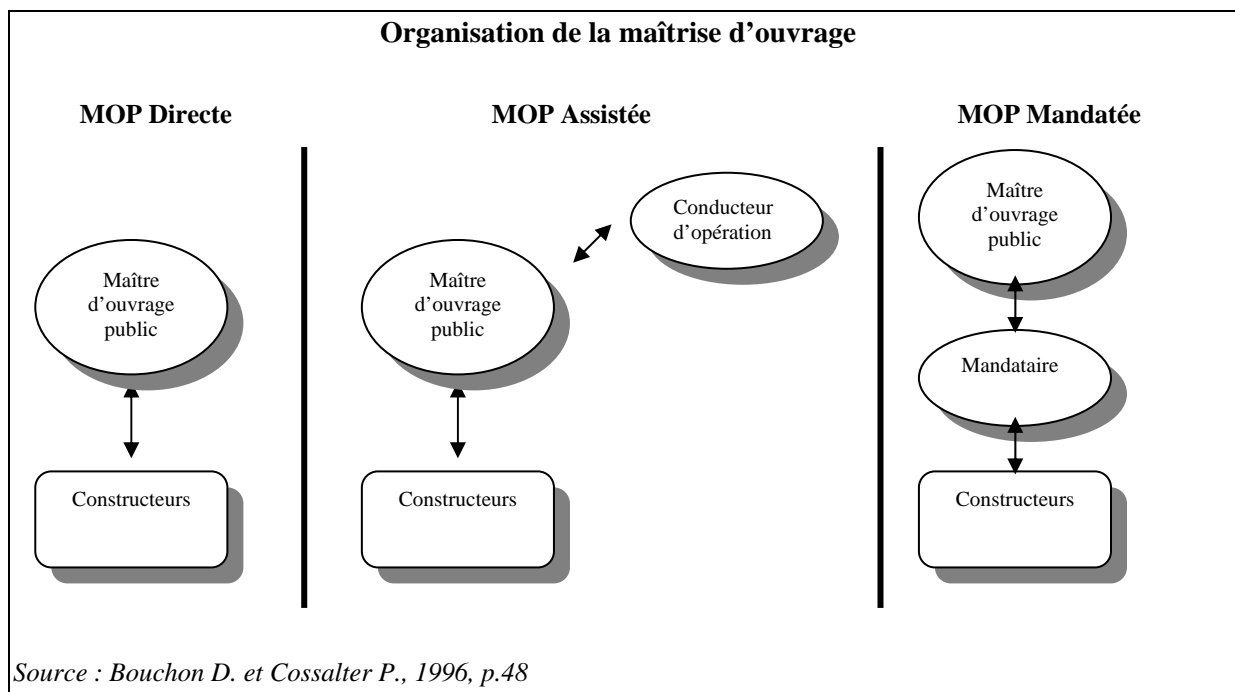 Organisation de la maîtrise d’ouvrage
MOP Directe
Maître
d’ouvrage
public
Constructeurs
MOP Assistée
Conducteur
d’opération
Maître
d’ouvrage
public
Constructeurs
MOP Mandatée
Maître
d’ouvrage
public
Mandataire
Constructeurs
Source : Bouchon D. et Cossalter P., 1996, p.48